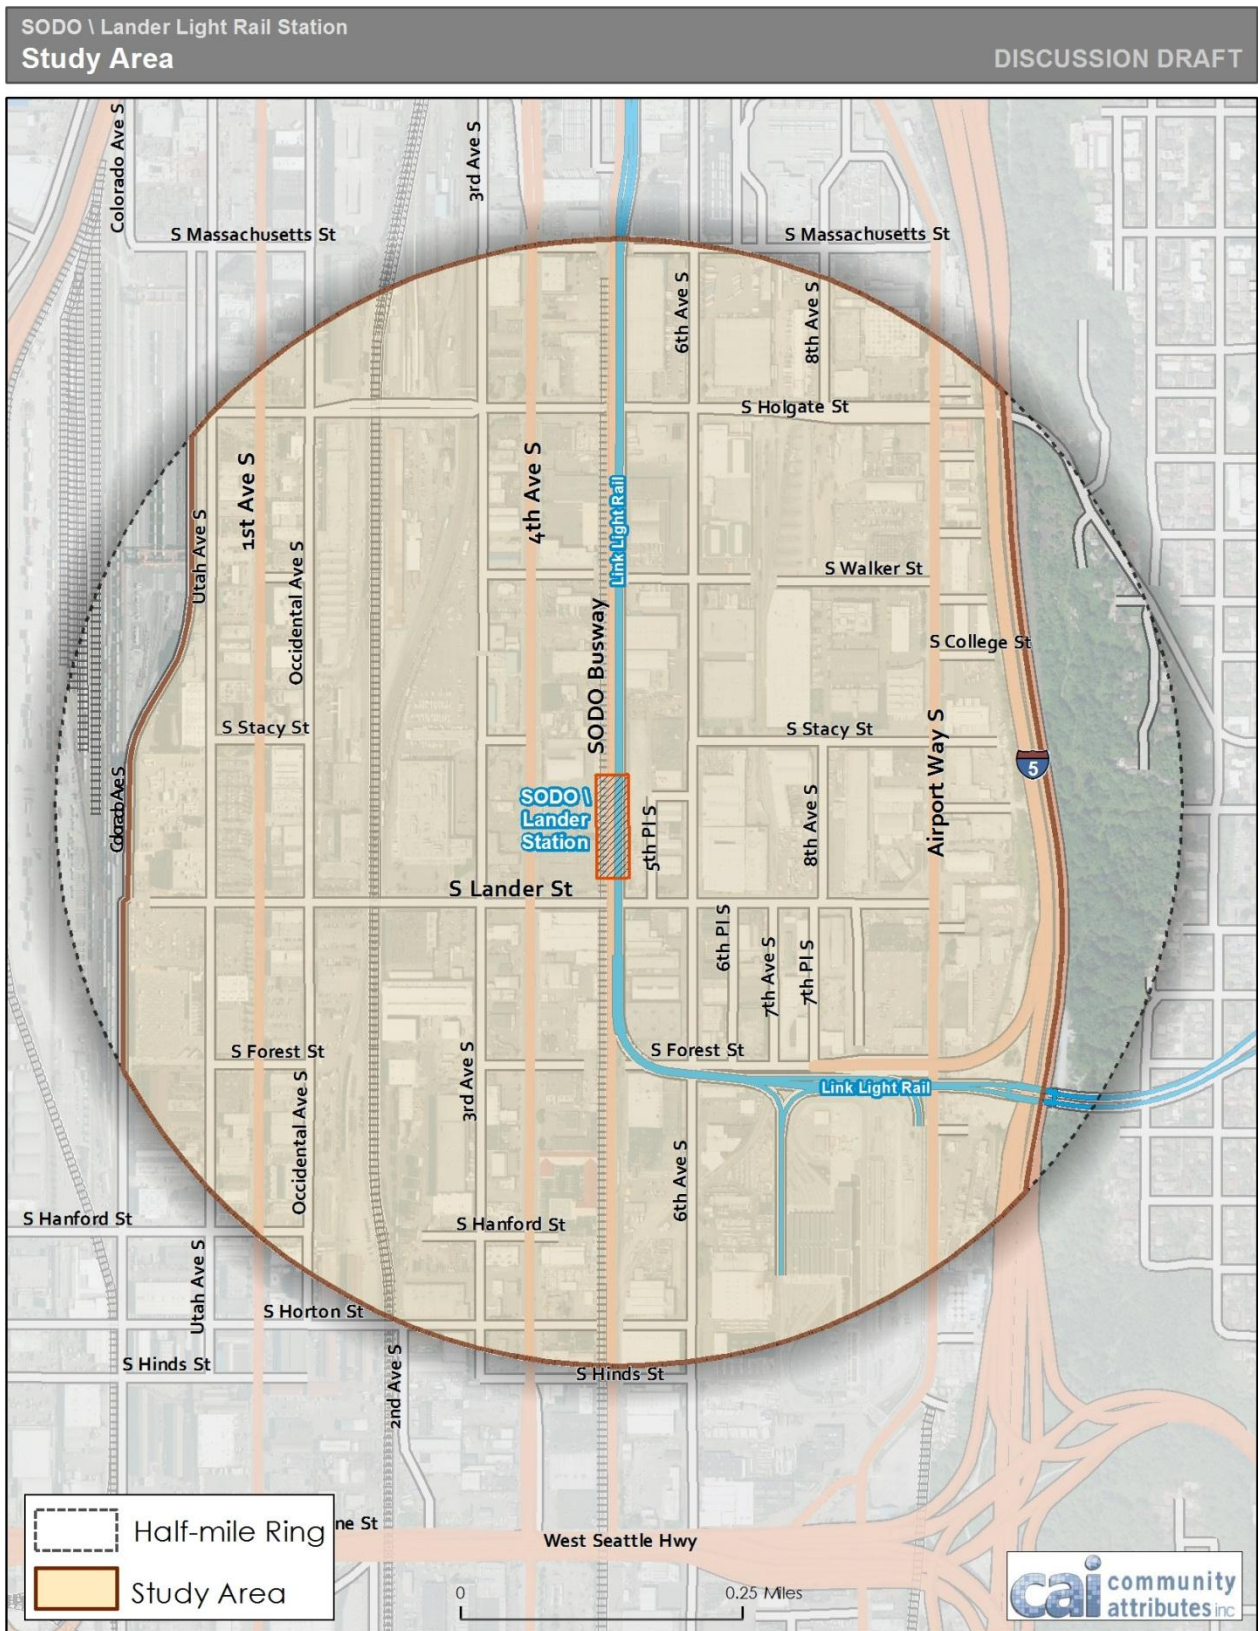 SODO \ Lander Light Rail Station
Study Area
DISCUSSION DRAFT
Colorado Ave S
3rd Ave S
S Massachusetts St
S Massachusetts St
6th Ave S
8th Ave S
S Holgate St
1st Ave S
4th Ave S
Link Light Rail
Utah Ave S
Occidental Ave S
S Walker St
SODO Busway
S College St
S Stacy St
S Stacy St
Airport Way S
5
Colorado Ave S
SODO \
Lander
Station
5th Pl S
8th Ave S
S Lander St
6th Pl S
7th Ave S
7th Pl S
S Forest St
3rd Ave S
S Forest St
Link Light Rail
Occidental Ave S
6th Ave S
S Hanford St
S Hanford St
Utah Ave S
S Horton St
S Hinds St
2nd Ave S
S Hinds St
Half-mile Ring
ne St
Study Area
West Seattle Hwy
0
0.25 Miles
cai community
attributes inc